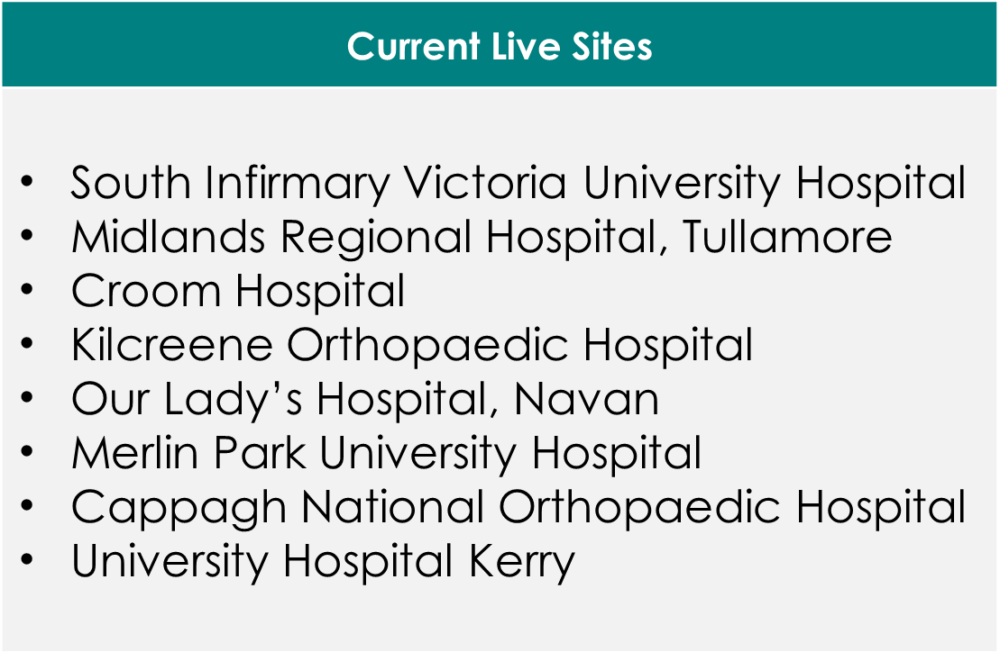 Current Live Sites
• South Infirmary Victoria University Hospital
• Midlands Regional Hospital, Tullamore
• Croom Hospital
• Kilcreene Orthopaedic Hospital
• Our Lady’s Hospital, Navan
• Merlin Park University Hospital
• Cappagh National Orthopaedic Hospital
• University Hospital Kerry